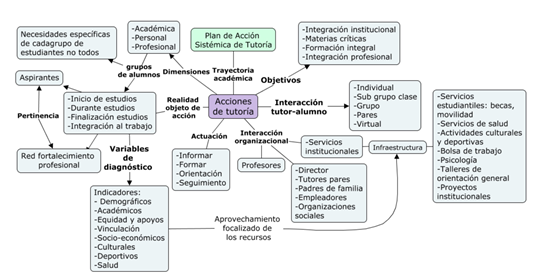 Necesidades específicas
de cadagrupo de
estudiantes no todos
-Académica
-Personal
-Profesional
Plan de Acción
Sistémica de Tutoría
-Integración institucional
-Materias críticas
-Formación integral
-Integración profesional
grupos
de alumnos
Dimensiones
Trayectoria
académica
Objetivos
Aspirantes
-Inicio de estudios
-Durante estudios
-Finalización estudios
-Integración al trabajo
Realidad
objeto de
acción
Acciones
de tutoría
Interacción
tutor-alumno
-Individual
-Sub grupo clase
-Grupo
-Pares
-Virtual
-Servicios
estudiantiles: becas,
movilidad
-Servicios de salud
-Actividades culturales
y deportivas
-Bolsa de trabajo
-Psicología
-Talleres de
orientación general
-Proyectos
institucionales
Pertinencia
Red fortalecimiento
profesional
Variables
de diagnóstico
Actuación
-Informar
-Formar
-Orientación
-Seguimiento
Interacción
organizacional
Profesores
-Servicios
institucionales
Infraestructura
-Director
-Tutores pares
-Padres de familia
-Empleadores
-Organizaciones
sociales
Indicadores:
- Demográficos
-Académicos
-Equidad y apoyos
-Vinculación
-Socio-económicos
-Culturales
-Deportivos
-Salud
Aprovechamiento
focalizado de
los recursos